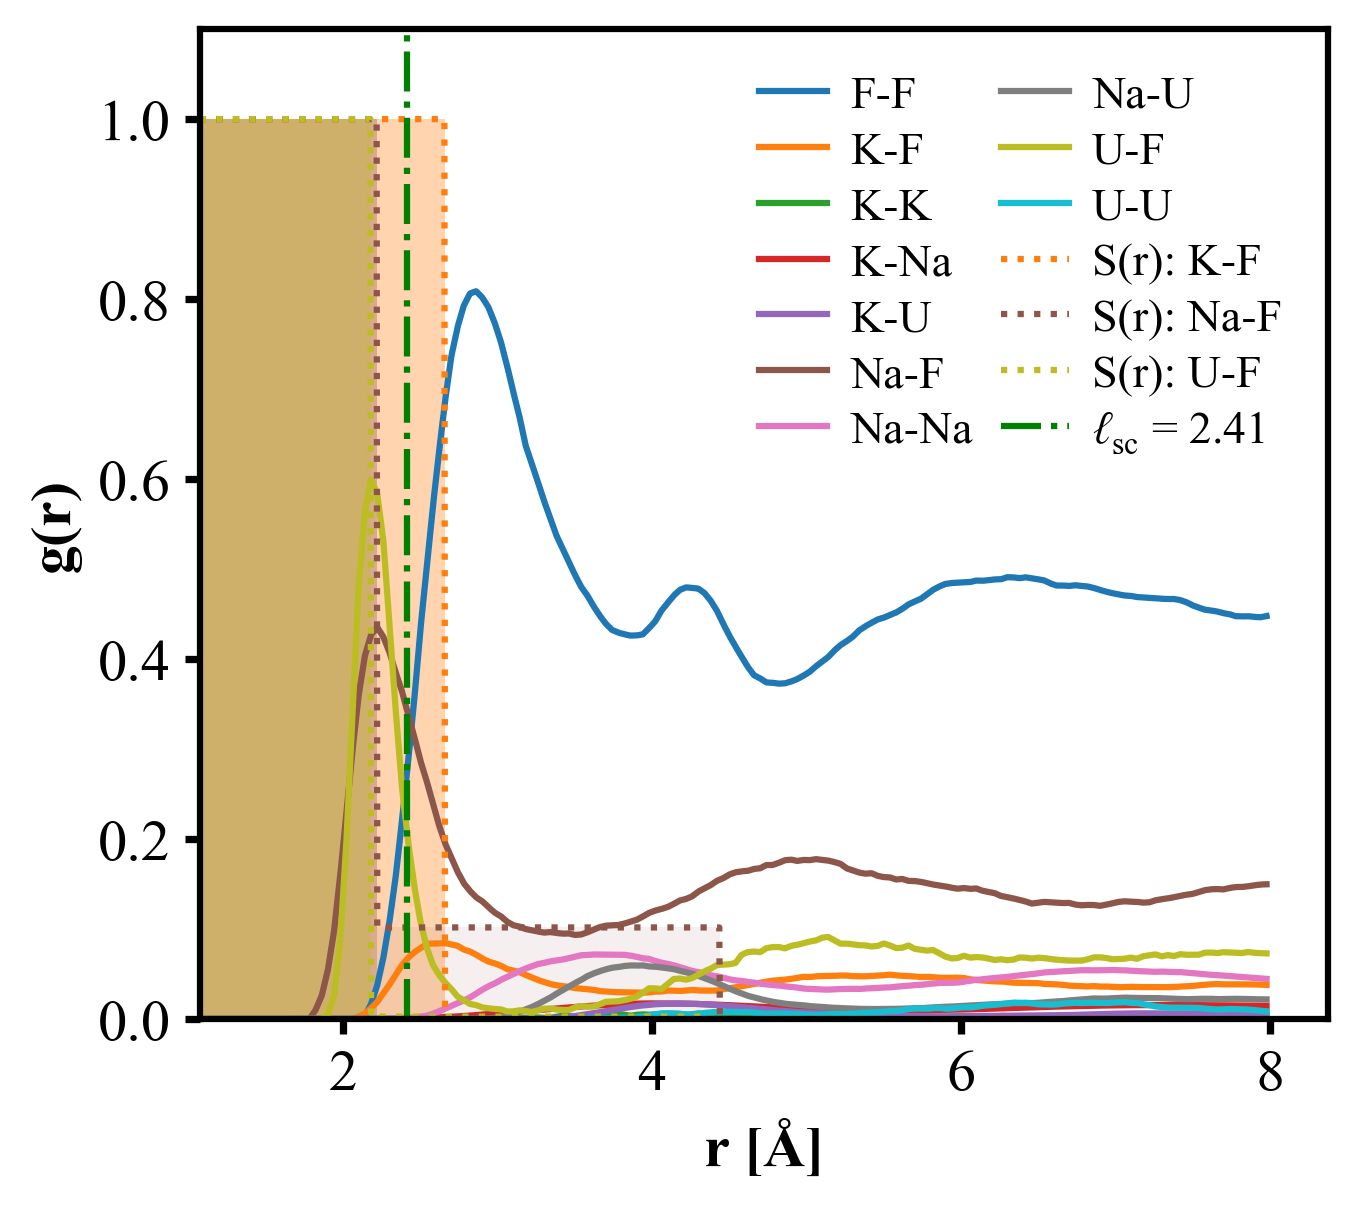 1.0
0.8
0.6
0.4
0.2
0.0
g(r)
2 4 6 8
r [Å]
F-F
K-F
K-K
K-Na
K-U
Na-F
Na-Na
Na-U
U-F
U-U
S(r): K-F
S(r): Na-F
S(r): U-F
ℓsc = 2.41